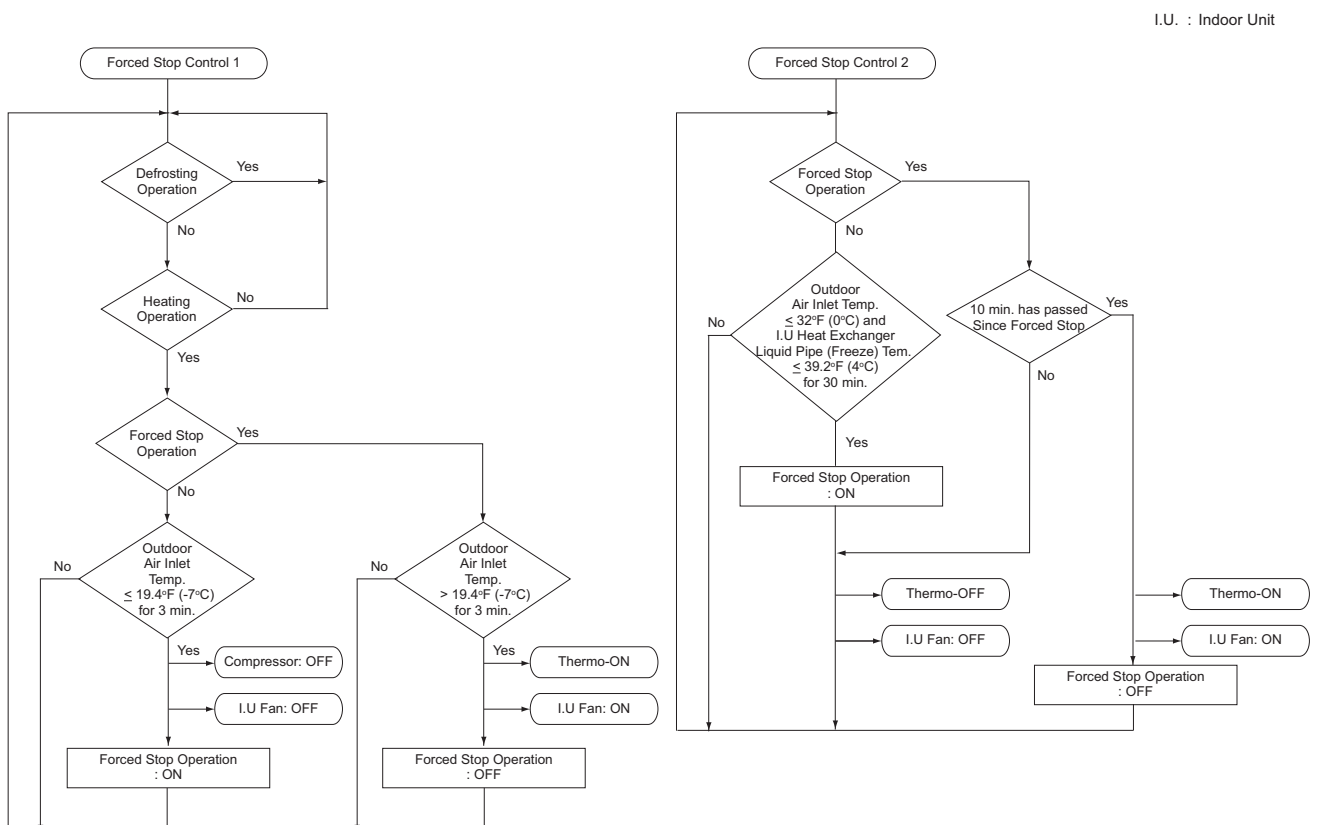 I.U. : Indoor Unit
Forced Stop Control 1
Defrosting
Operation
Yes
No
Heating
Operation
No
Yes
Forced Stop
Operation
Yes
No
Outdoor
Air Inlet
Temp.
≤ 19.4°F (-7°C)
for 3 min.
No
Yes
Compressor: OFF
I.U Fan: OFF
Forced Stop Operation
: ON
Outdoor
Air Inlet
Temp.
> 19.4°F (-7°C)
for 3 min.
No
Yes
Thermo-ON
I.U Fan: ON
Forced Stop Operation
: OFF
Forced Stop Control 2
Forced Stop
Operation
Yes
No
Outdoor
Air Inlet Temp.
≤ 32°F (0°C) and
I.U Heat Exchanger
Liquid Pipe (Freeze) Tem.
≤ 39.2°F (4°C)
for 30 min.
No
Yes
Forced Stop Operation
: ON
Thermo-OFF
I.U Fan: OFF
10 min. has passed
Since Forced Stop
Yes
No
Thermo-ON
I.U Fan: ON
Forced Stop Operation
: OFF